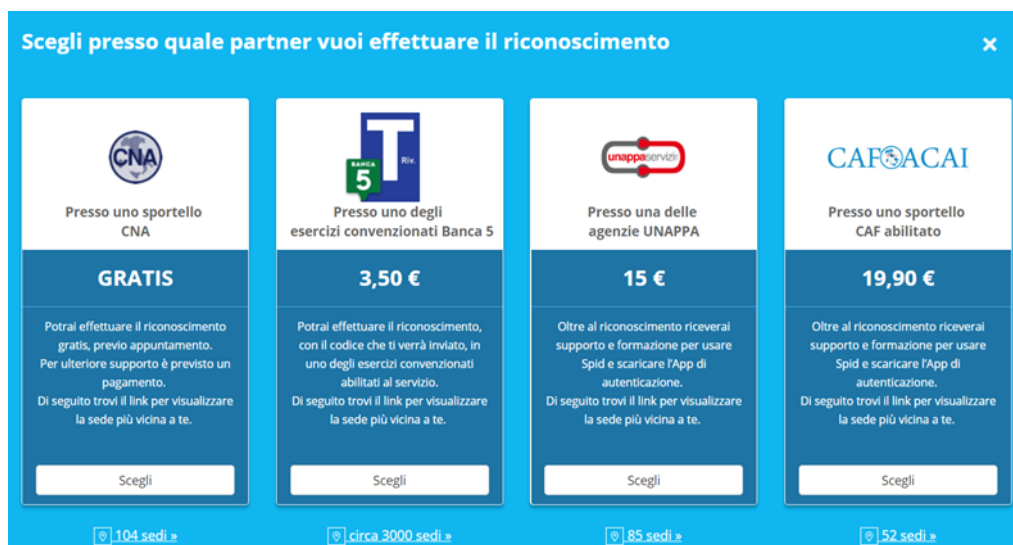 Scegli presso quale partner vuoi effettuare il riconoscimento
×
CNA
Presso uno sportello
CNA
GRATIS
Potrai effettuare il riconoscimento
gratis, previo appuntamento.
Per ulteriore supporto è previsto un
pagamento.
Di seguito trovi il link per visualizzare
la sede più vicina a te.
Scegli
104 sedi »
T
Riv.
BANCA
5
Presso uno degli
esercizi convenzionati Banca 5
3,50 €
Potrai effettuare il riconoscimento,
con il codice che ti verrà inviato, in
uno degli esercizi convenzionati
abilitati al servizio.
Di seguito trovi il link per visualizzare
la sede più vicina a te.
Scegli
circa 3000 sedi »
unappaservizi
Presso una delle
agenzie UNAPPA
15 €
Oltre al riconoscimento riceverai
supporto e formazione per usare
Spid e scaricare l'App di
autenticazione.
Di seguito trovi il link per visualizzare
la sede più vicina a te.
Scegli
85 sedi »
CAF ACAI
Presso uno sportello
CAF abilitato
19,90 €
Oltre al riconoscimento riceverai
supporto e formazione per usare
Spid e scaricare l'App di
autenticazione.
Di seguito trovi il link per visualizzare
la sede più vicina a te.
Scegli
52 sedi »